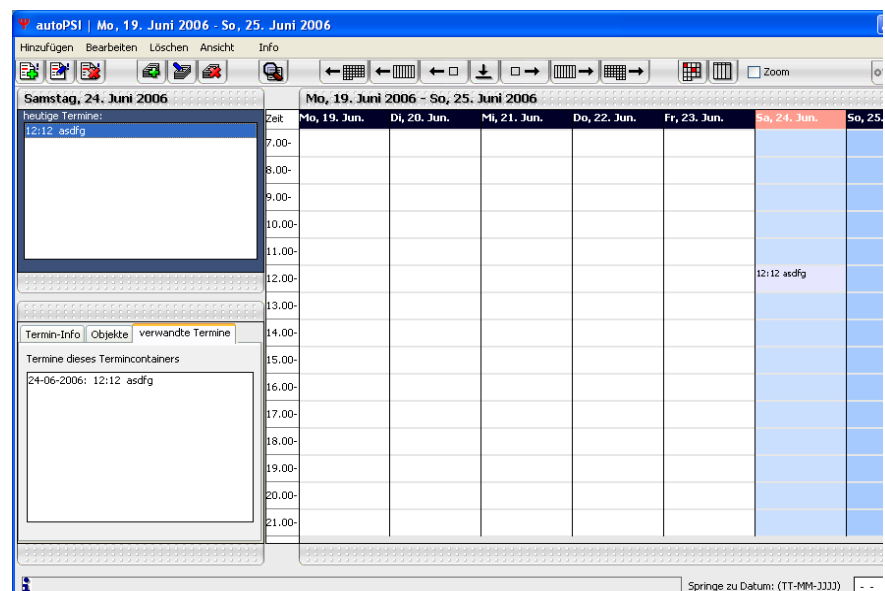 autoPSI | Mo, 19. Juni 2006 - So, 25. Juni 2006
Hinzufügen Bearbeiten Löschen Ansicht Info
Zoom
Samstag, 24. Juni 2006
heutige Termine:
12:12 asdfg
Termin-Info Objekte verwandte Termine
Termine dieses Termincontainers
24-06-2006: 12:12 asdfg
Mo, 19. Juni 2006 - So, 25. Juni 2006
Zeit Mo, 19. Jun. Di, 20. Jun. Mi, 21. Jun. Do, 22. Jun. Fr, 23. Jun. Sa, 24. Jun. So, 25.
7.00-
8.00-
9.00-
10.00-
11.00-
12.00- 12:12 asdfg
13.00-
14.00-
15.00-
16.00-
17.00-
18.00-
19.00-
20.00-
21.00-
Springe zu Datum: (TT-MM-JJJJ) - -